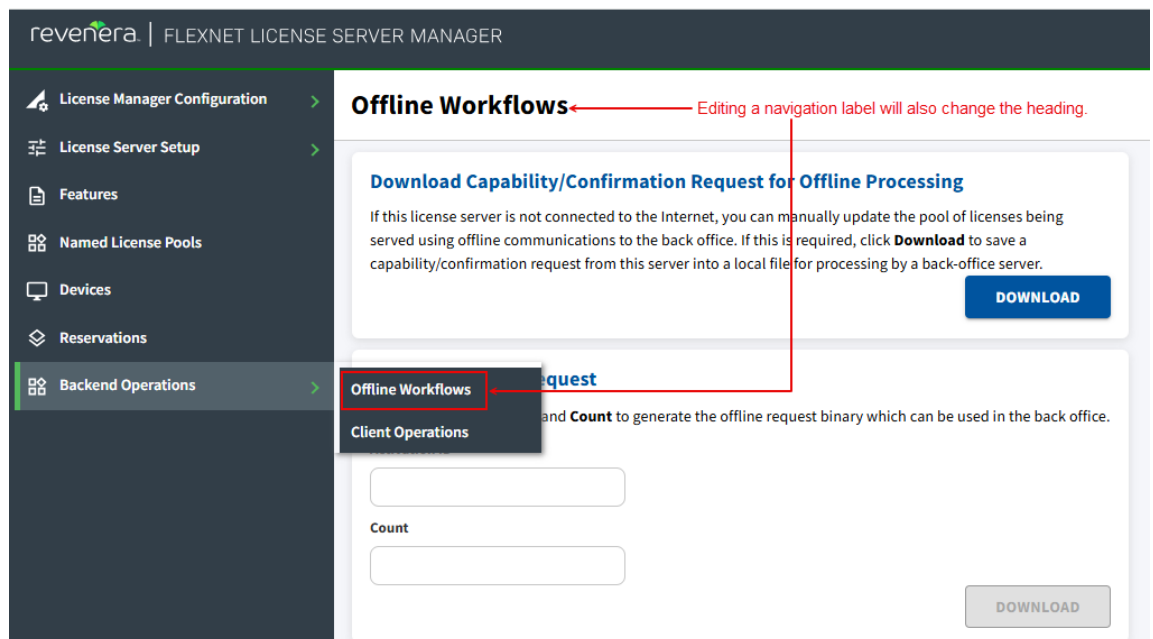 revenera. | FLEXNET LICENSE SERVER MANAGER
License Manager Configuration
License Server Setup
Features
Named License Pools
Devices
Reservations
Backend Operations
Offline Workflows
Client Operations
Offline Workflows
Editing a navigation label will also change the heading.
Download Capability/Confirmation Request for Offline Processing
If this license server is not connected to the Internet, you can manually update the pool of licenses being
served using offline communications to the back office. If this is required, click Download to save a
capability/confirmation request from this server into a local file for processing by a back-office server.
DOWNLOAD
equest
and Count to generate the offline request binary which can be used in the back office.
Count
DOWNLOAD